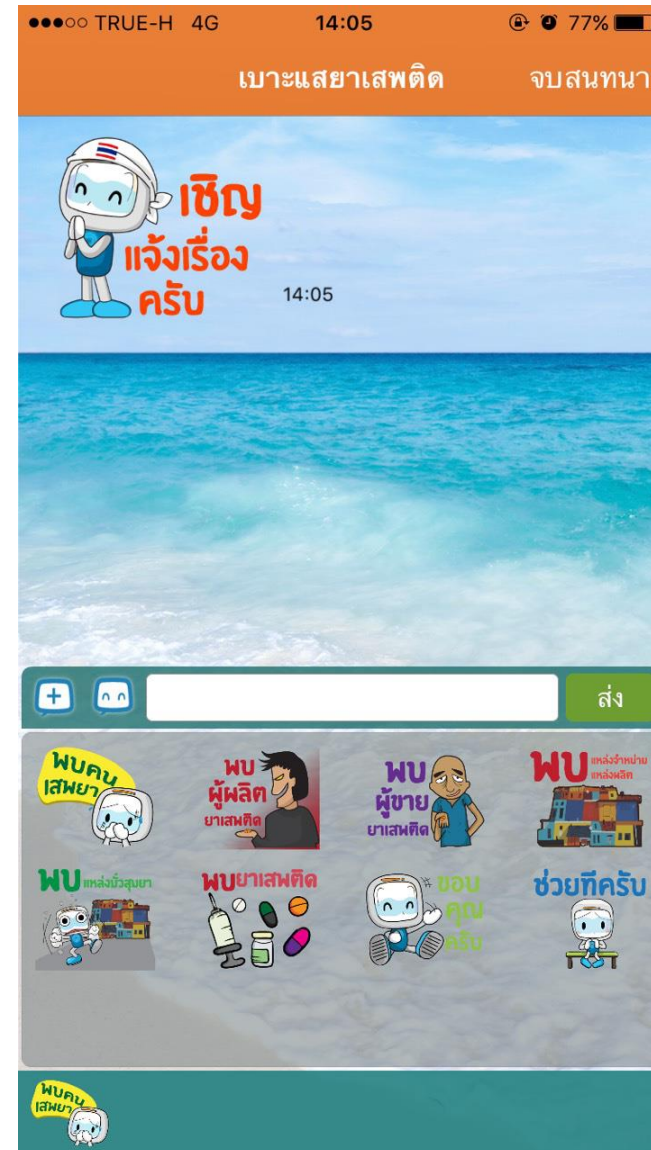 TRUE-H 4G 14:05 77%
เบาะแสยาเสพติด จบสนทนา
เชิญ
แจ้งเรื่อง
ครับ
14:05
ส่ง
พบคน
เสพยา
พบ
ผู้ผลิต
ยาเสพติด
พบ
ผู้ขาย
ยาเสพติด
พบ แหล่งจำหน่าย
แหล่งผลิต
พบ แหล่งมั่วสุมยา
พบยาเสพติด
ขอบ
คุณ
ครับ
ช่วยทีครับ
พบคน
เสพยา